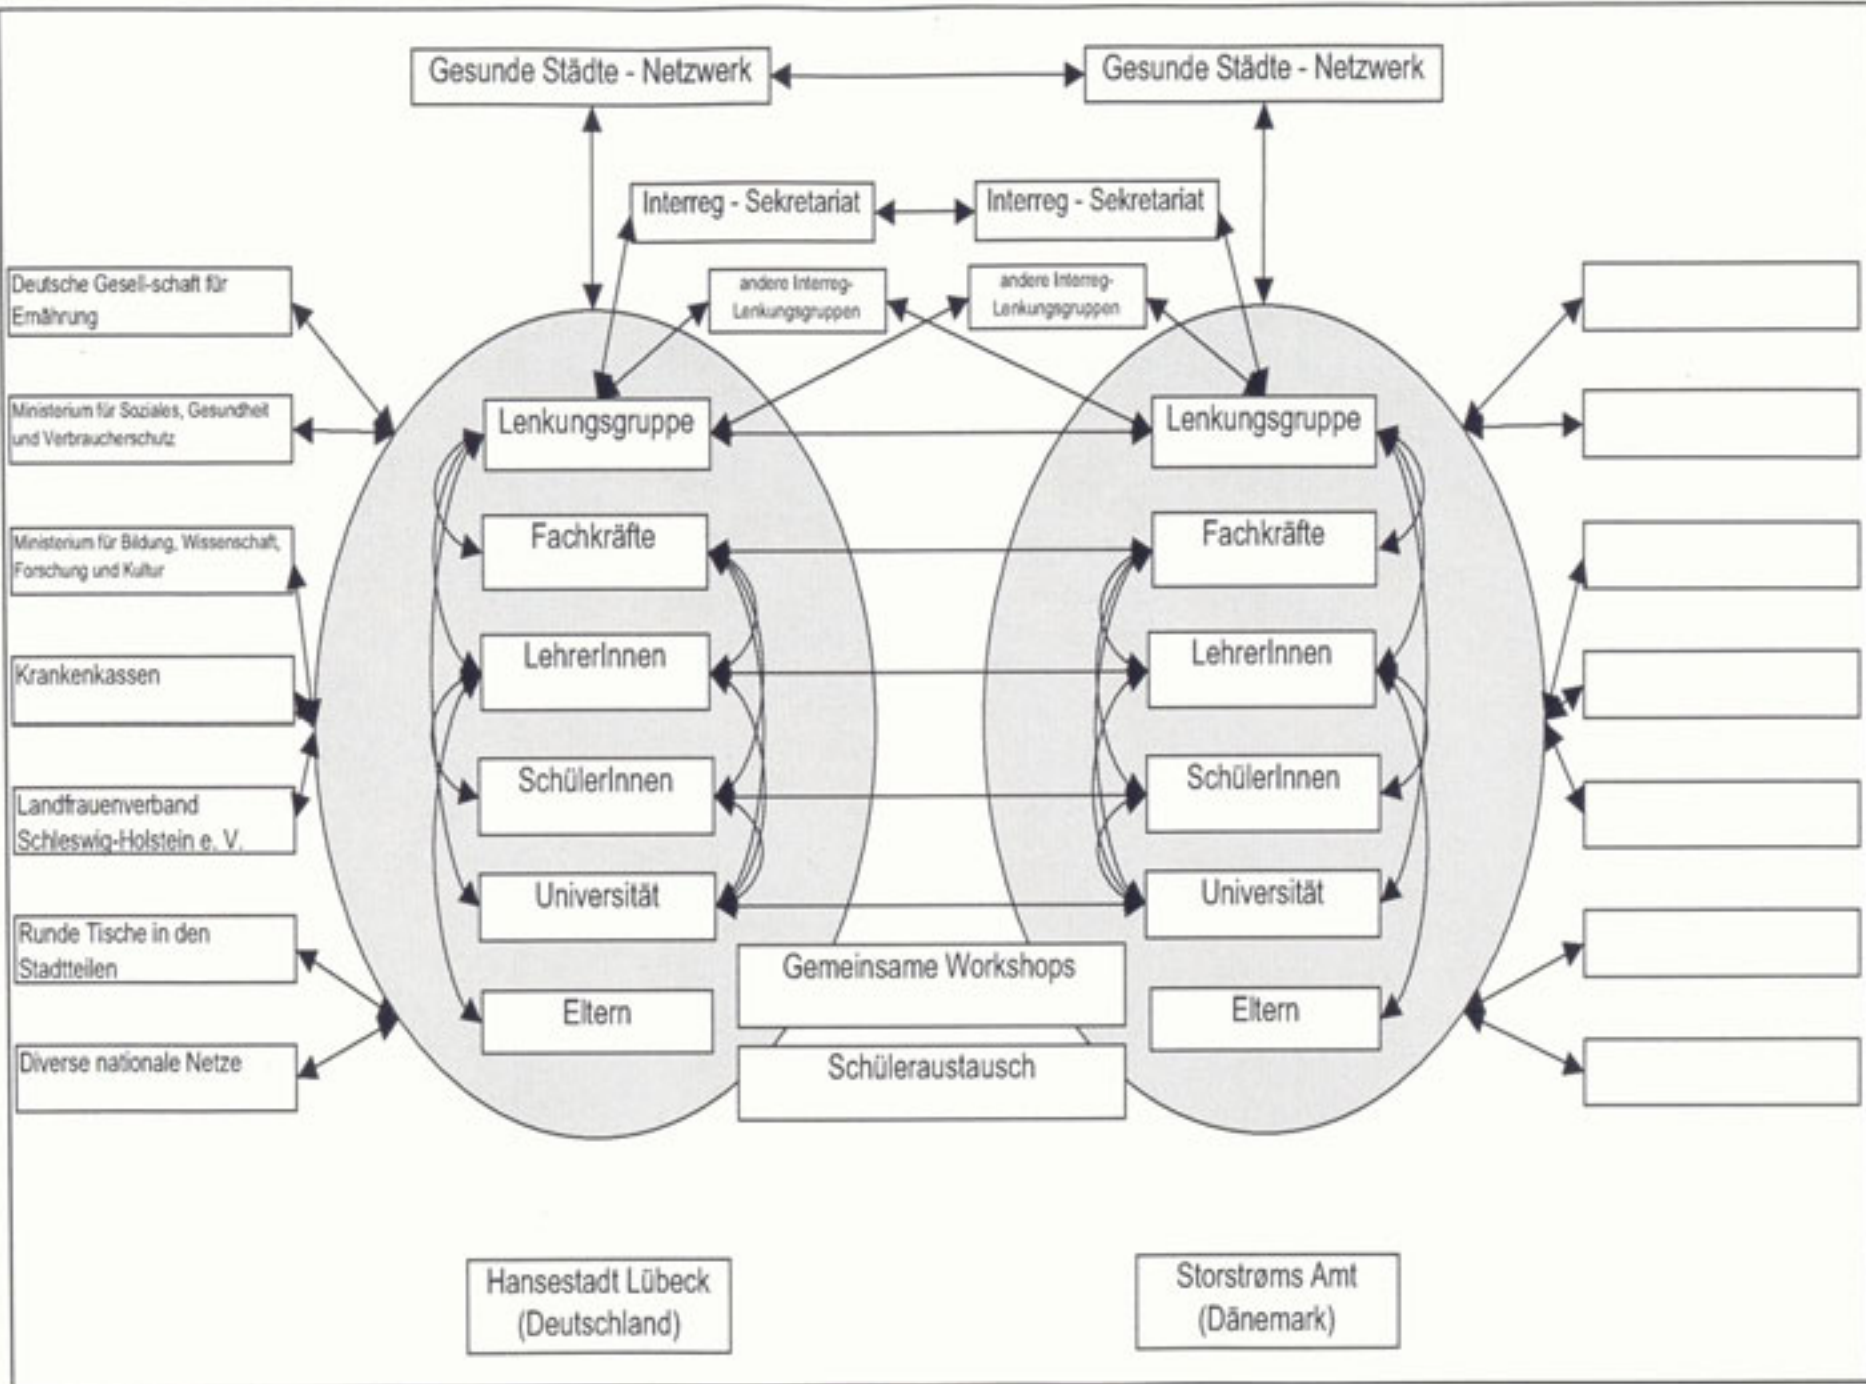 Gesunde Städte - Netzwerk
Gesunde Städte - Netzwerk
Interreg - Sekretariat
Interreg - Sekretariat
andere Interreg-
Lenkungsgruppen
andere Interreg-
Lenkungsgruppen
Deutsche Gesell-schaft für
Ernährung
Ministerium für Soziales, Gesundheit
und Verbraucherschutz
Ministerium für Bildung, Wissenschaft,
Forschung und Kultur
Krankenkassen
Landfrauenverband
Schleswig-Holstein e. V.
Runde Tische in den
Stadtteilen
Diverse nationale Netze
Lenkungsgruppe
Fachkräfte
LehrerInnen
SchülerInnen
Universität
Eltern
Lenkungsgruppe
Fachkräfte
LehrerInnen
SchülerInnen
Universität
Eltern
Gemeinsame Workshops
Schüleraustausch
Hansestadt Lübeck
(Deutschland)
Storstrøms Amt
(Dänemark)